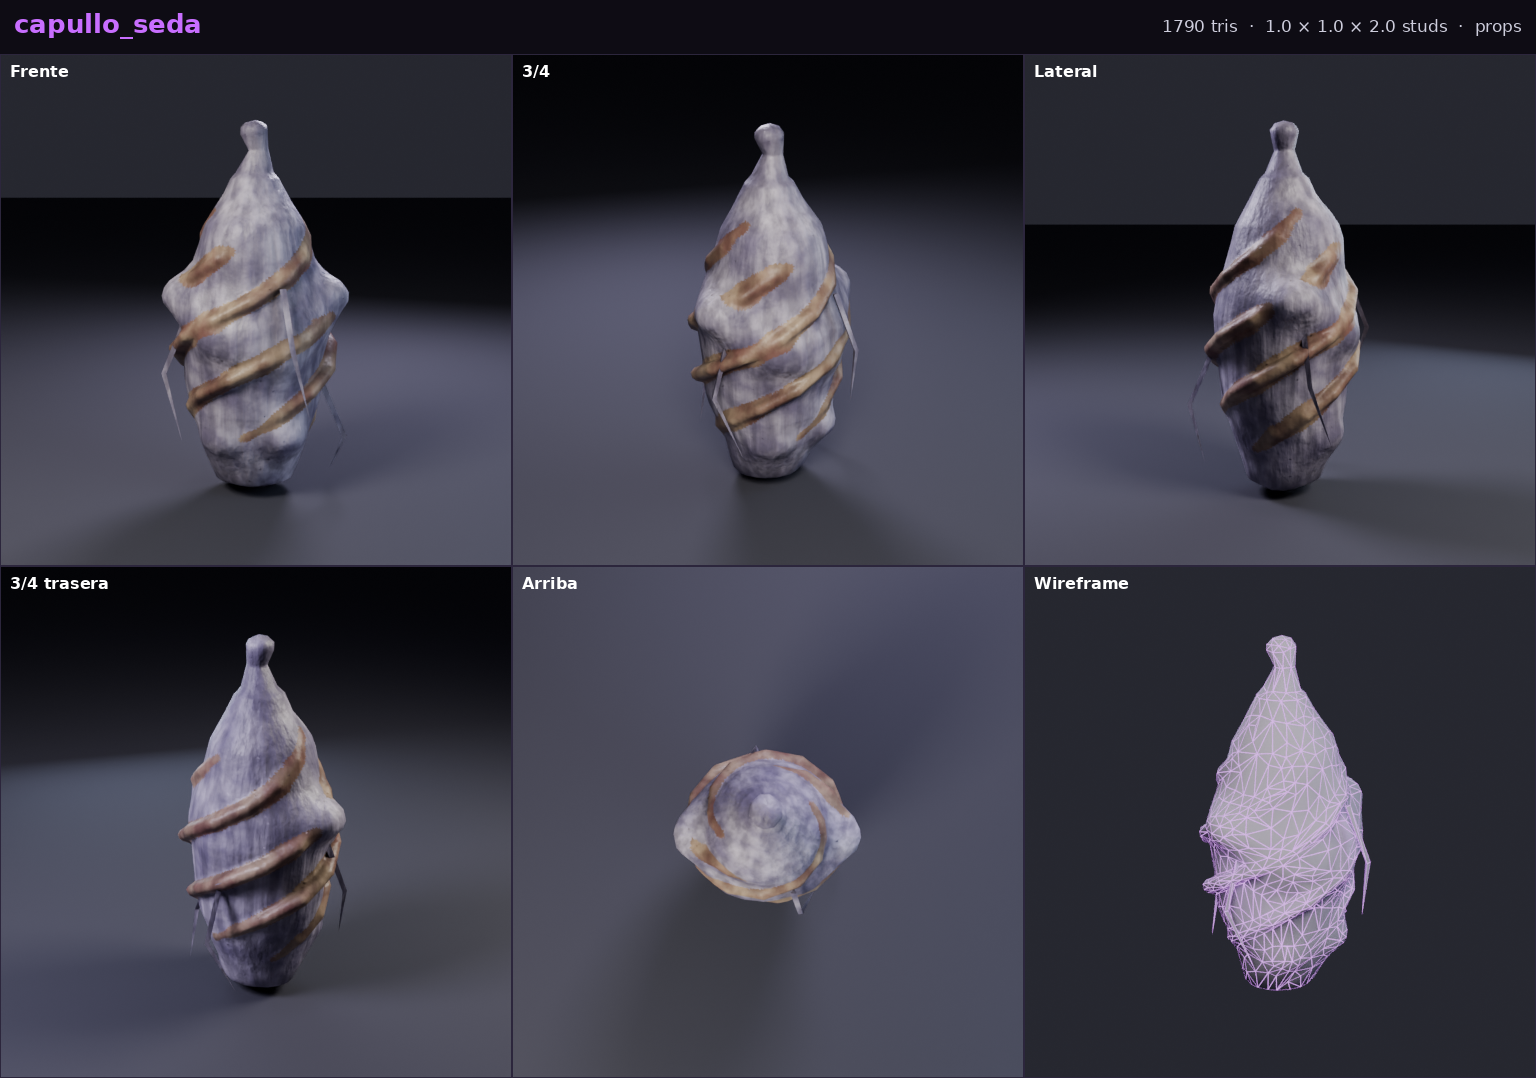 capullo_seda
1790 tris · 1.0 × 1.0 × 2.0 studs · props
Frente
3/4
Lateral
3/4 trasera
Arriba
Wireframe